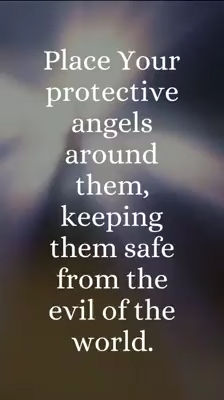 Place Your
protective
angels
around
them,
keeping
them safe
from the
evil of the
world.